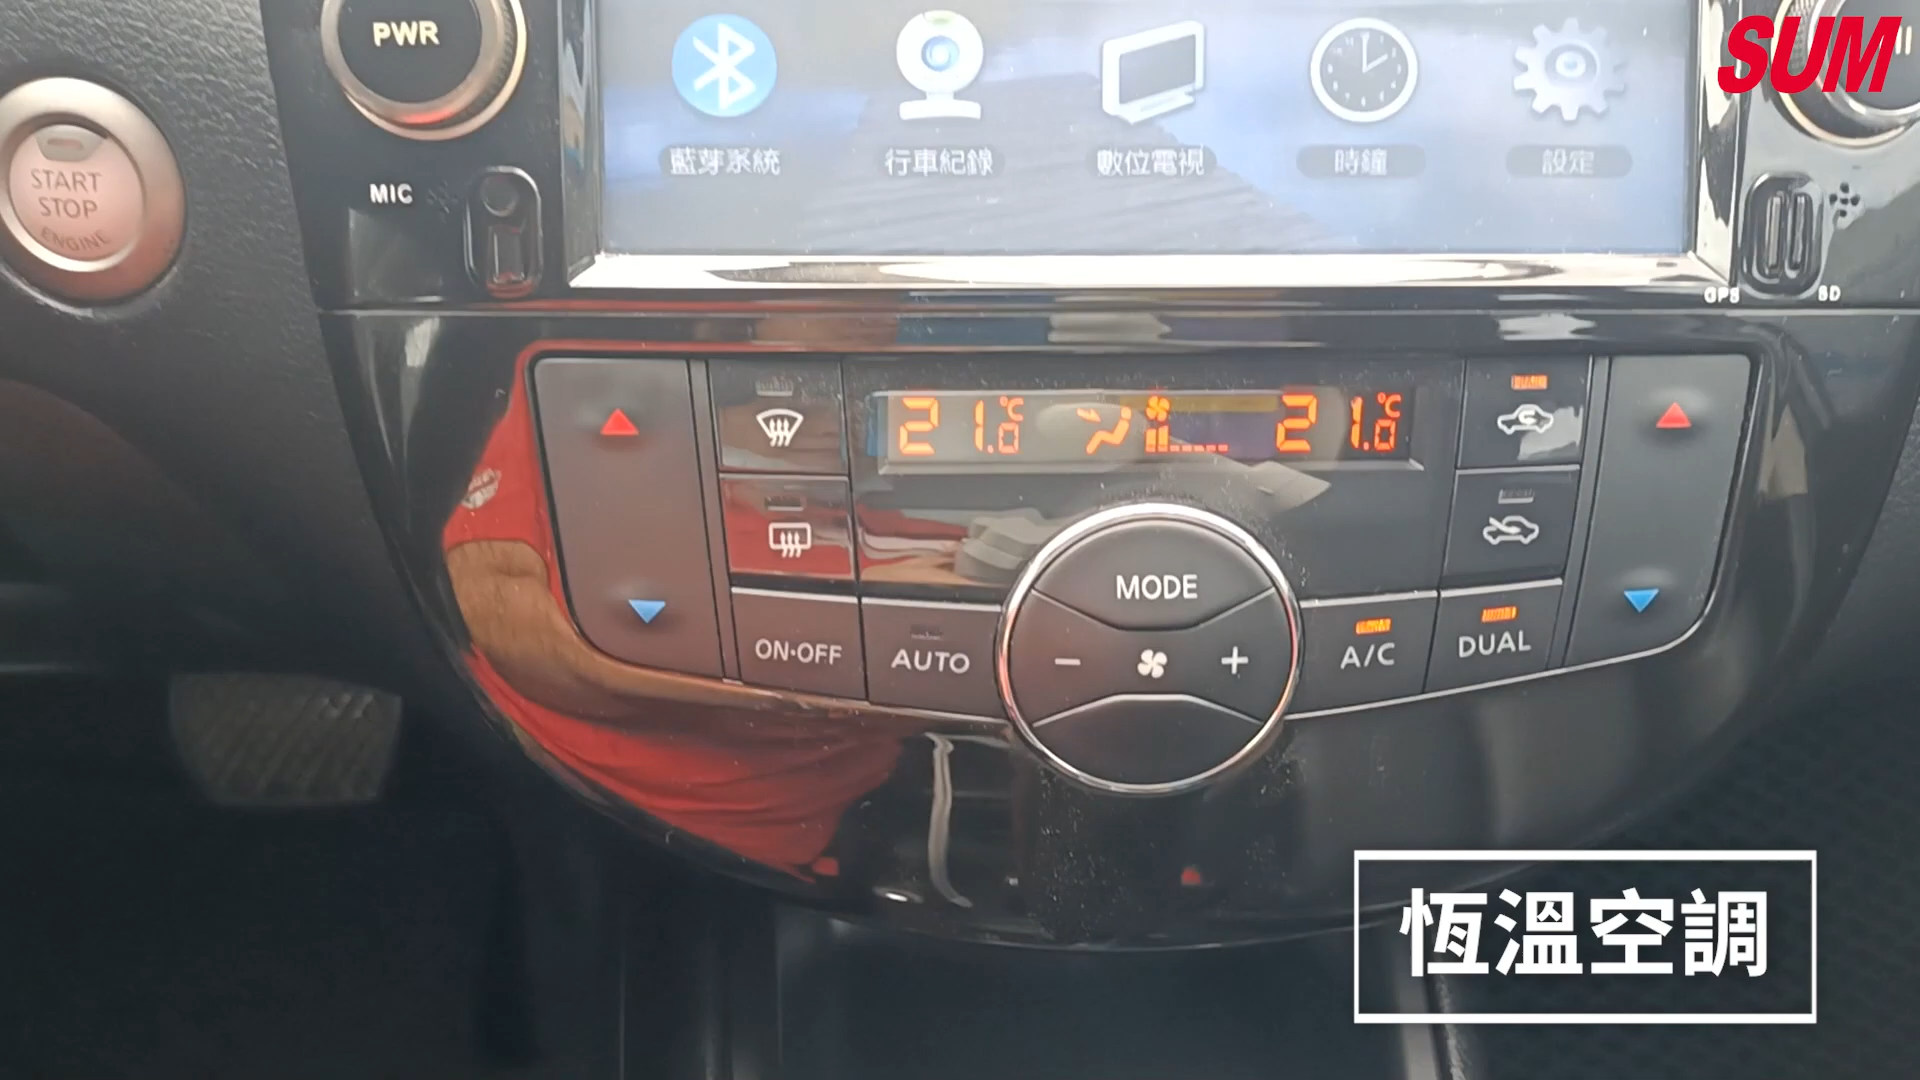 SUM
PWR
START
STOP
ENGINE
MIC
藍芽系統
行車紀錄
數位電視
時鐘
設定
GPS
SD
21.0℃
21.0℃
MODE
ON·OFF
AUTO
A/C
DUAL
恆溫空調